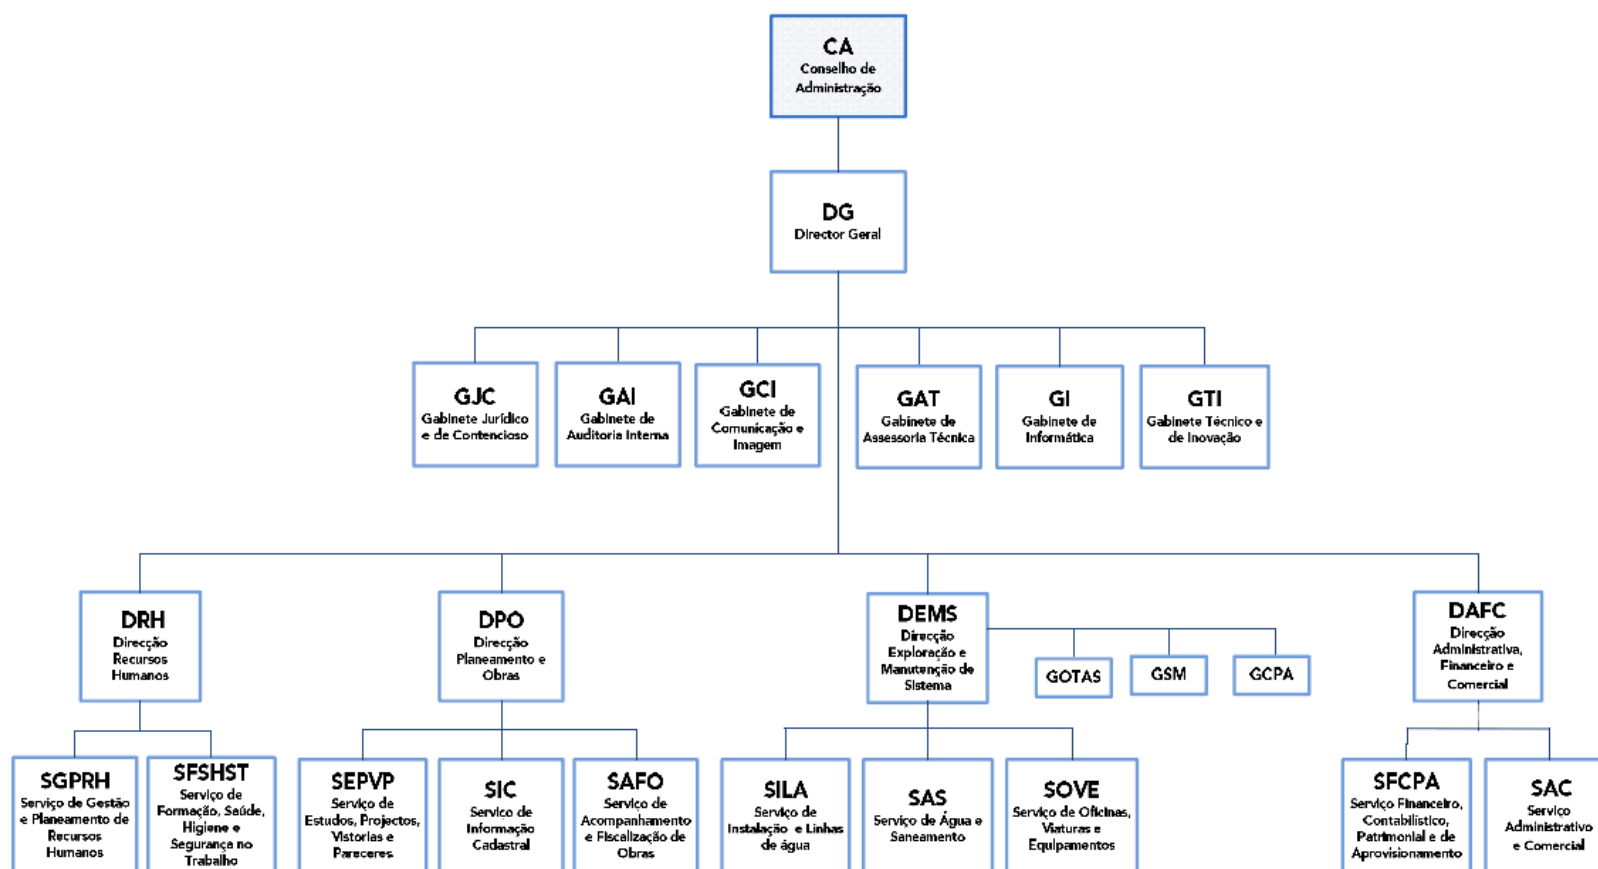 CA
Conselho de
Administração
DG
Director Geral
GJC
Gabinete Jurídico
e de Contencioso
GAI
Gabinete de
Auditoria Interna
GCI
Gabinete de
Comunicação e
Imagem
GAT
Gabinete de
Assessoria Técnica
GI
Gabinete de
Informática
GTI
Gabinete Técnico e
de Inovação
DRH
Direcção
Recursos
Humanos
DPO
Direcção
Planeamento e
Obras
DEMS
Direcção
Exploração e
Manutenção de
Sistema
GOTAS
GSM
GCPA
DAFC
Direcção
Administrativa,
Financeiro e
Comercial
SGPRH
Serviço de Gestão
e Planeamento de
Recursos
Humanos
SFSHST
Serviço de
Formação, Saúde,
Higiene e
Segurança no
Trabalho
SEPVP
Serviço de
Estudos, Projectos,
Vistorias e
Pareceres
SIC
Serviço de
Informação
Cadastral
SAFO
Serviço de
Acompanhamento
e Fiscalização de
Obras
SILA
Serviço de
Instalação e Linhas
de água
SAS
Serviço de Água e
Saneamento
SOVE
Serviço de Oficinas,
Viaturas e
Equipamentos
SFCPA
Serviço Financeiro,
Contabilístico,
Patrimonial e de
Aprovisionamento
SAC
Serviço
Administrativo
e Comercial